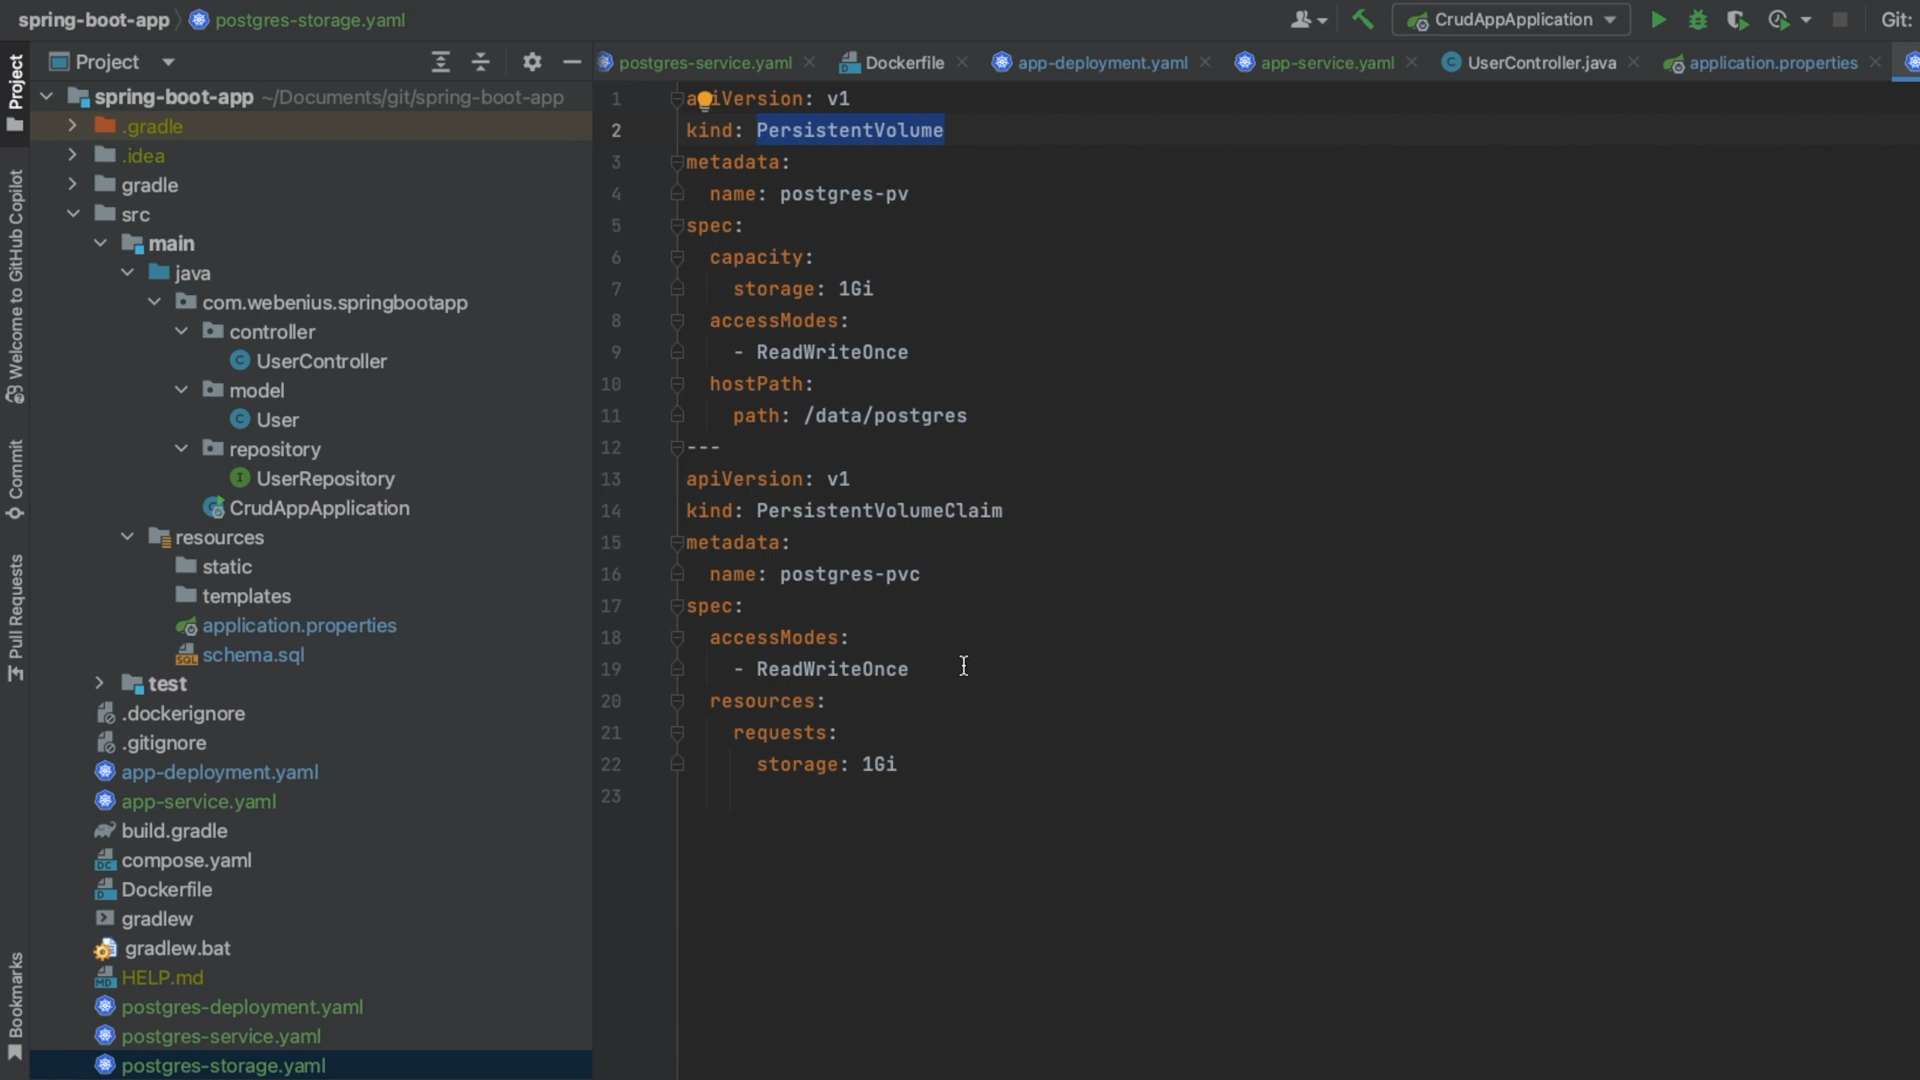 spring-boot-app
postgres-storage.yaml
CrudAppApplication
Git:
Project
Project
postgres-service.yaml
Dockerfile
app-deployment.yaml
app-service.yaml
UserController.java
application.properties
spring-boot-app ~/Documents/git/spring-boot-app
.gradle
.idea
gradle
src
main
java
com.webenius.springbootapp
controller
UserController
model
User
repository
UserRepository
CrudAppApplication
resources
static
templates
application.properties
schema.sql
test
.dockerignore
.gitignore
app-deployment.yaml
app-service.yaml
build.gradle
compose.yaml
Dockerfile
gradlew
gradlew.bat
HELP.md
postgres-deployment.yaml
postgres-service.yaml
postgres-storage.yaml
Welcome to GitHub Copilot
Commit
Pull Requests
Bookmarks
1 apiVersion: v1
2 kind: PersistentVolume
3 metadata:
4 name: postgres-pv
5 spec:
6 capacity:
7 storage: 1Gi
8 accessModes:
9 - ReadWriteOnce
10 hostPath:
11 path: /data/postgres
12 ---
13 apiVersion: v1
14 kind: PersistentVolumeClaim
15 metadata:
16 name: postgres-pvc
17 spec:
18 accessModes:
19 - ReadWriteOnce
20 resources:
21 requests:
22 storage: 1Gi
23